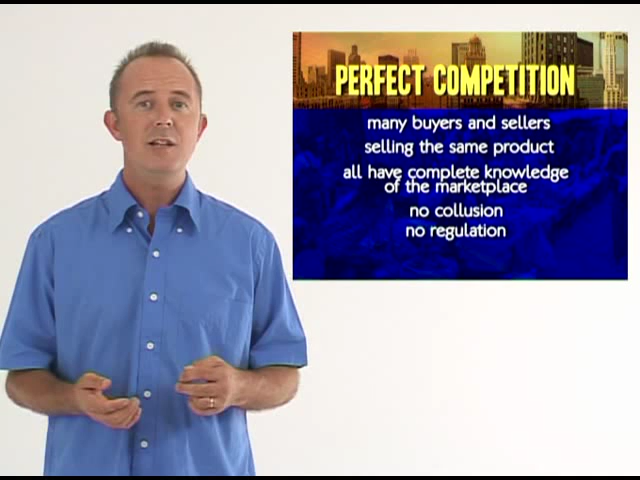 PERFECT COMPETITION
many buyers and sellers
selling the same product
all have complete knowledge
of the marketplace
no collusion
no regulation